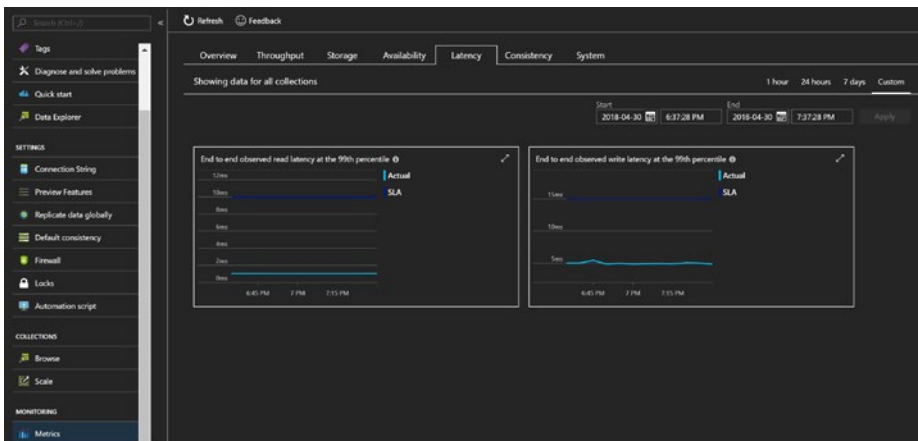 Search (Ctrl+/)
Tags
Diagnose and solve problems
Quick start
Data Explorer
SETTINGS
Connection String
Preview Features
Replicate data globally
Default consistency
Firewall
Locks
Automation script
COLLECTIONS
Browse
Scale
MONITORING
Metrics
Refresh Feedback
Overview Throughput Storage Availability Latency Consistency System
Showing data for all collections
1 hour 24 hours 7 days Custom
Start End
2018-04-30 6:37:28 PM 2018-04-30 7:37:28 PM Apply
End to end observed read latency at the 99th percentile
12ms
10ms
8ms
6ms
4ms
2ms
0ms
6:45 PM 7 PM 7:15 PM
Actual
SLA
End to end observed write latency at the 99th percentile
15ms
10ms
5ms
6:45 PM 7 PM 7:15 PM
Actual
SLA